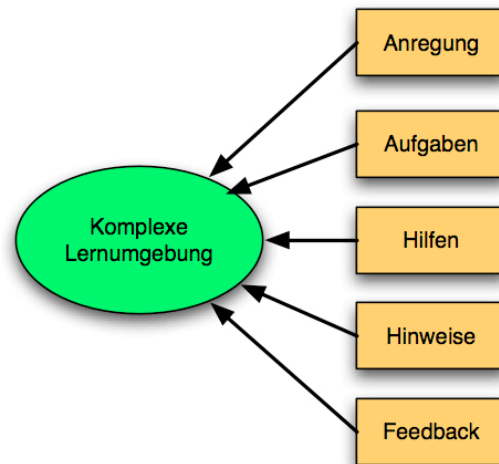 Anregung
Aufgaben
Komplexe
Lernumgebung
Hilfen
Hinweise
Feedback